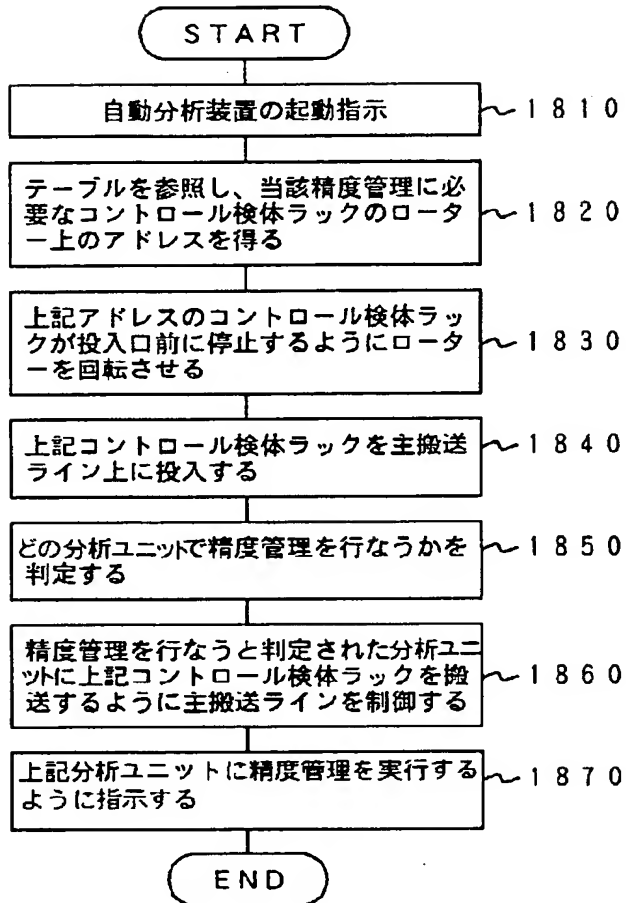 START
自動分析装置の起動指示
1810
テーブルを参照し、当該精度管理に必
要なコントロール検体ラックのロータ
ー上のアドレスを得る
1820
上記アドレスのコントロール検体ラッ
クが投入口前に停止するようにロータ
ーを回転させる
1830
上記コントロール検体ラックを主搬送
ライン上に投入する
1840
どの分析ユニットで精度管理を行なうかを
判定する
1850
精度管理を行なうと判定された分析ユニ
ットに上記コントロール検体ラックを搬
送するように主搬送ラインを制御する
1860
上記分析ユニットに精度管理を実行する
ように指示する
1870
END